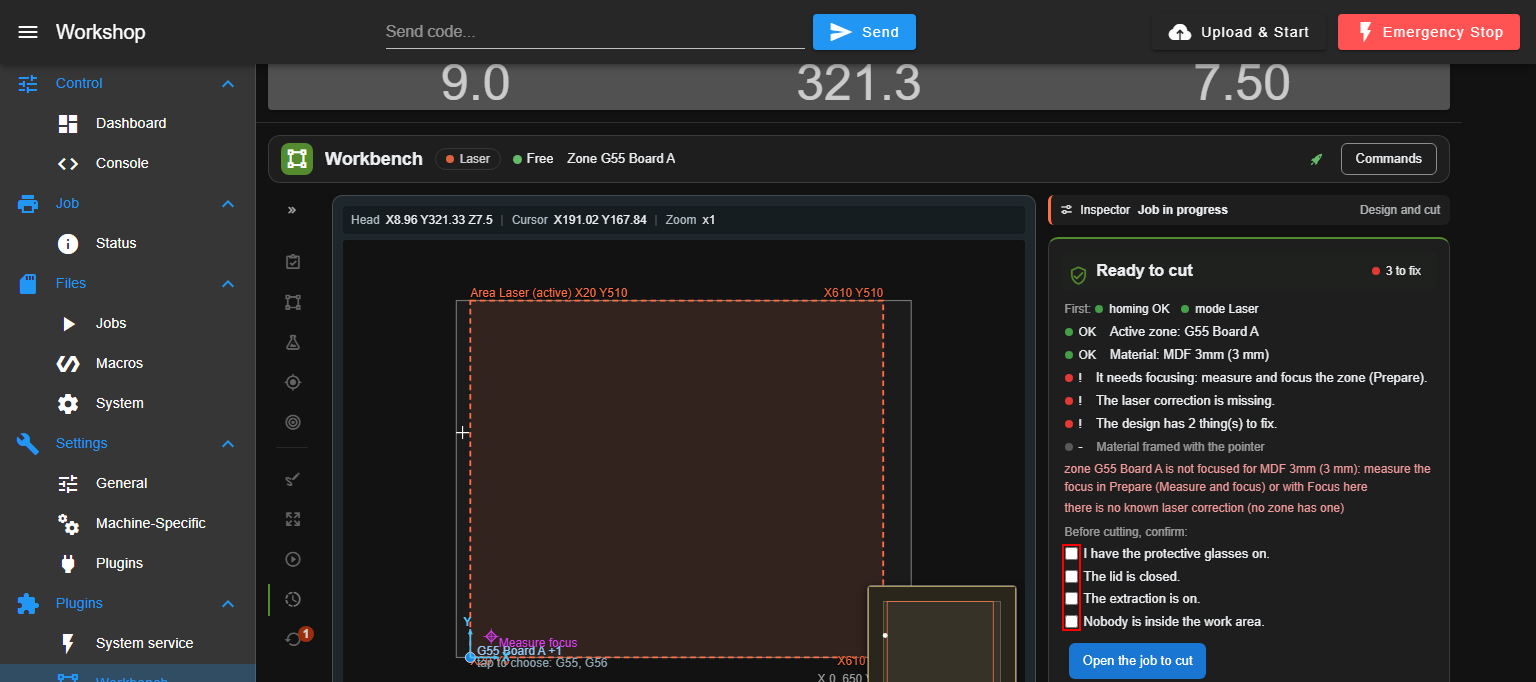 Workshop
Send code...
Send
Upload & Start
Emergency Stop
Control
Dashboard
Console
Job
Status
Files
Jobs
Macros
System
Settings
General
Machine-Specific
Plugins
Plugins
System service
Workbench
9.0
321.3
7.50
Workbench
Laser
Free
Zone G55 Board A
Commands
Head X8.96 Y321.33 Z7.5 | Cursor X191.02 Y167.84 | Zoom x1
Area Laser (active) X20 Y510
X610 Y510
Y
Measure focus
G55 Board A +1
Tap to choose: G55, G56
X610
X 0..650
1
Inspector Job in progress
Design and cut
Ready to cut
3 to fix
First: homing OK mode Laser
OK Active zone: G55 Board A
OK Material: MDF 3mm (3 mm)
! It needs focusing: measure and focus the zone (Prepare).
! The laser correction is missing.
! The design has 2 thing(s) to fix.
- Material framed with the pointer
zone G55 Board A is not focused for MDF 3mm (3 mm): measure the
focus in Prepare (Measure and focus) or with Focus here
there is no known laser correction (no zone has one)
Before cutting, confirm:
I have the protective glasses on.
The lid is closed.
The extraction is on.
Nobody is inside the work area.
Open the job to cut